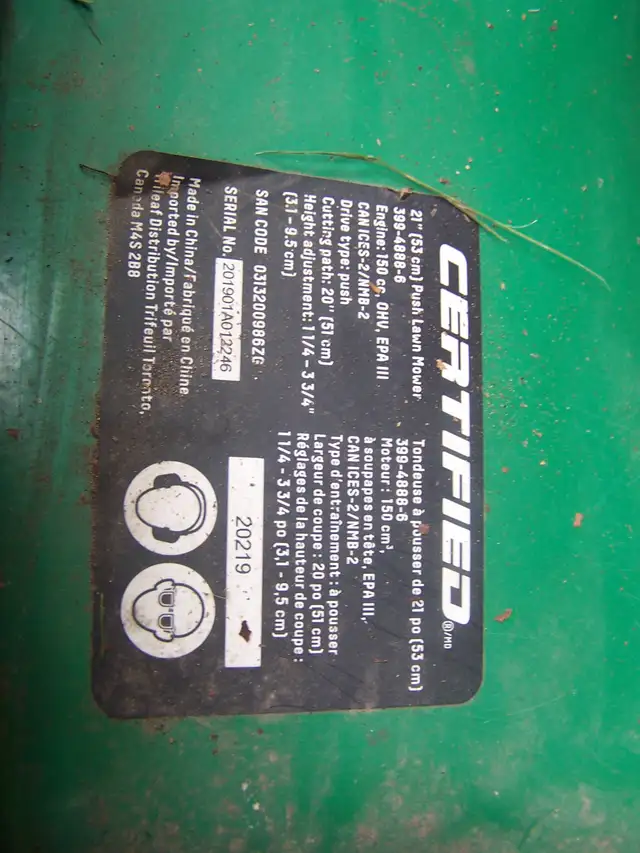 CERTIFIED ®/MD
21" (53 cm) Push Lawn Mower
399-4888-6
Engine: 150 cc, OHV, EPA III
CAN ICES-2/NMB-2
Drive type: push
Cutting path: 20" (51 cm)
Height adjustment: 1 1/4 - 3 3/4"
(3.1 - 9.5 cm)
SAN CODE 0313200996ZG
SERIAL No. 201901A012246
Made in China/Fabriqué en Chine
Imported by/Importé par
Trileaf Distribution Trifeuil Toronto,
Canada M4S 2B8
Tondeuse à pousser de 21 po (53 cm)
399-4888-6
Moteur : 150 cm³,
à soupapes en tête, EPA III,
CAN ICES-2/NMB-2
Type d'entraînement : à pousser
Largeur de coupe : 20 po (51 cm)
Réglages de la hauteur de coupe :
1 1/4 - 3 3/4 po (3,1 - 9,5 cm)
20219